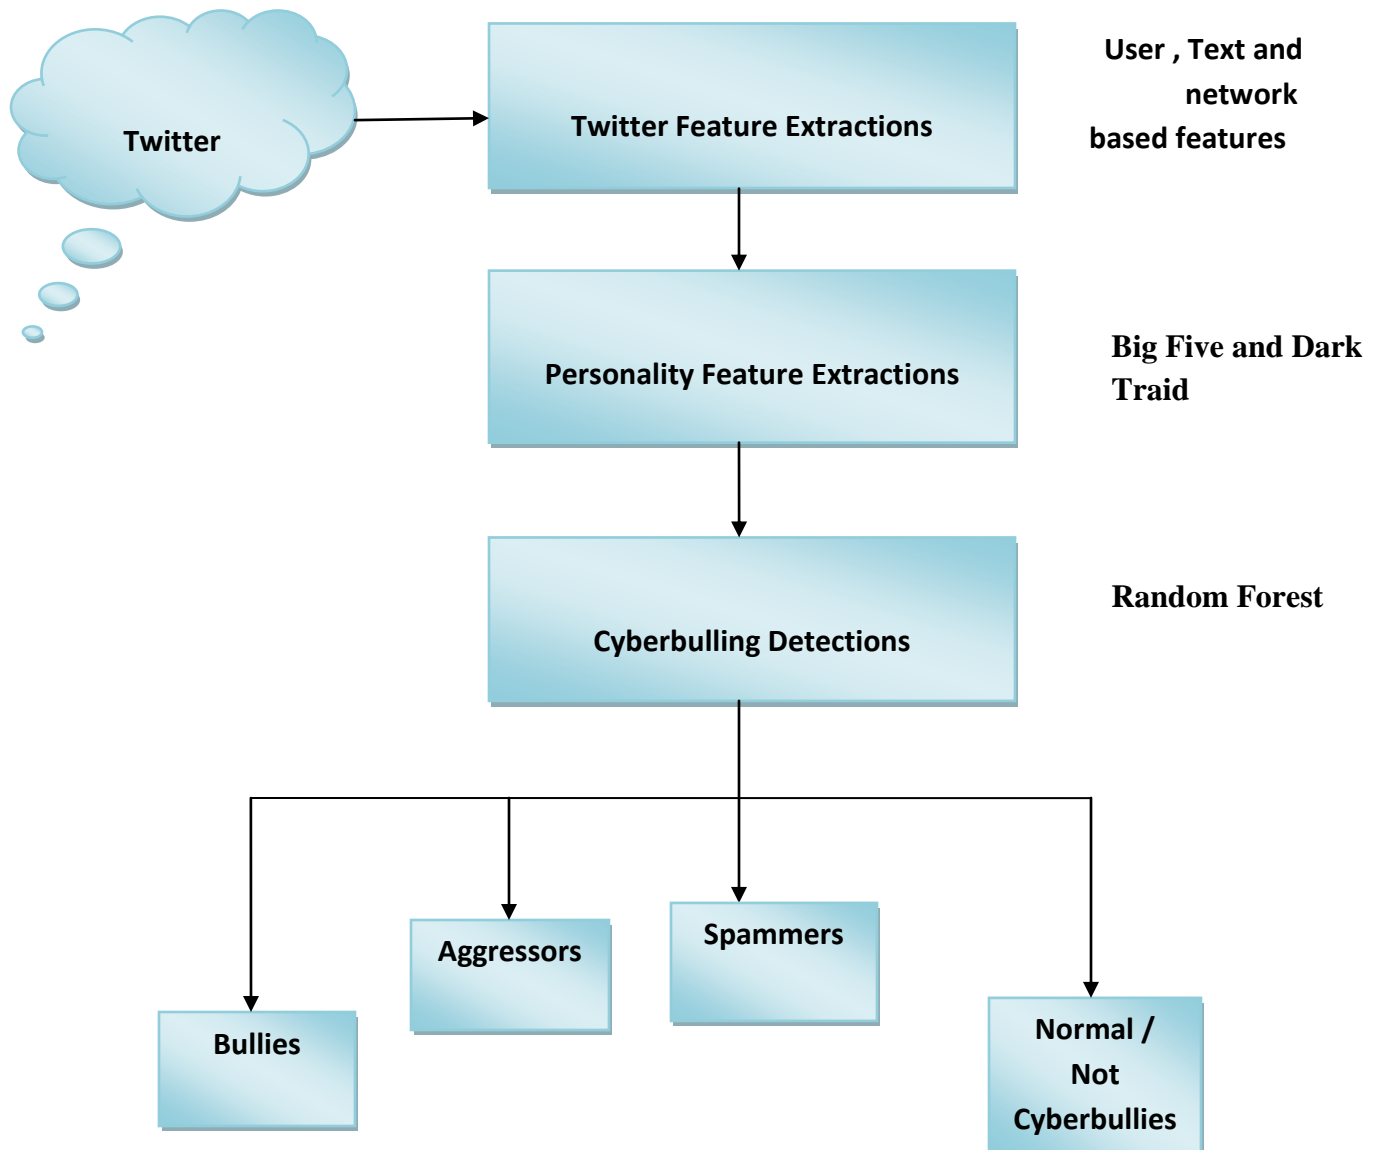 Twitter
Twitter Feature Extractions
User , Text and
network
based features
Personality Feature Extractions
Big Five and Dark
Traid
Cyberbulling Detections
Random Forest
Bullies
Aggressors
Spammers
Normal /
Not
Cyberbullies